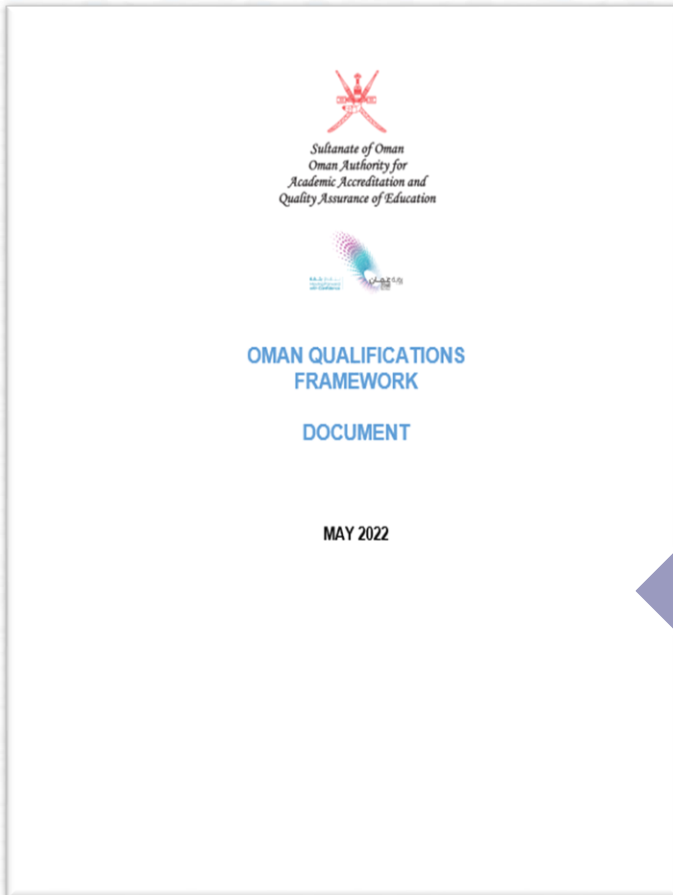 Sultanate of Oman
Oman Authority for
Academic Accreditation and
Quality Assurance of Education
OMAN QUALIFICATIONS
FRAMEWORK
DOCUMENT
MAY 2022